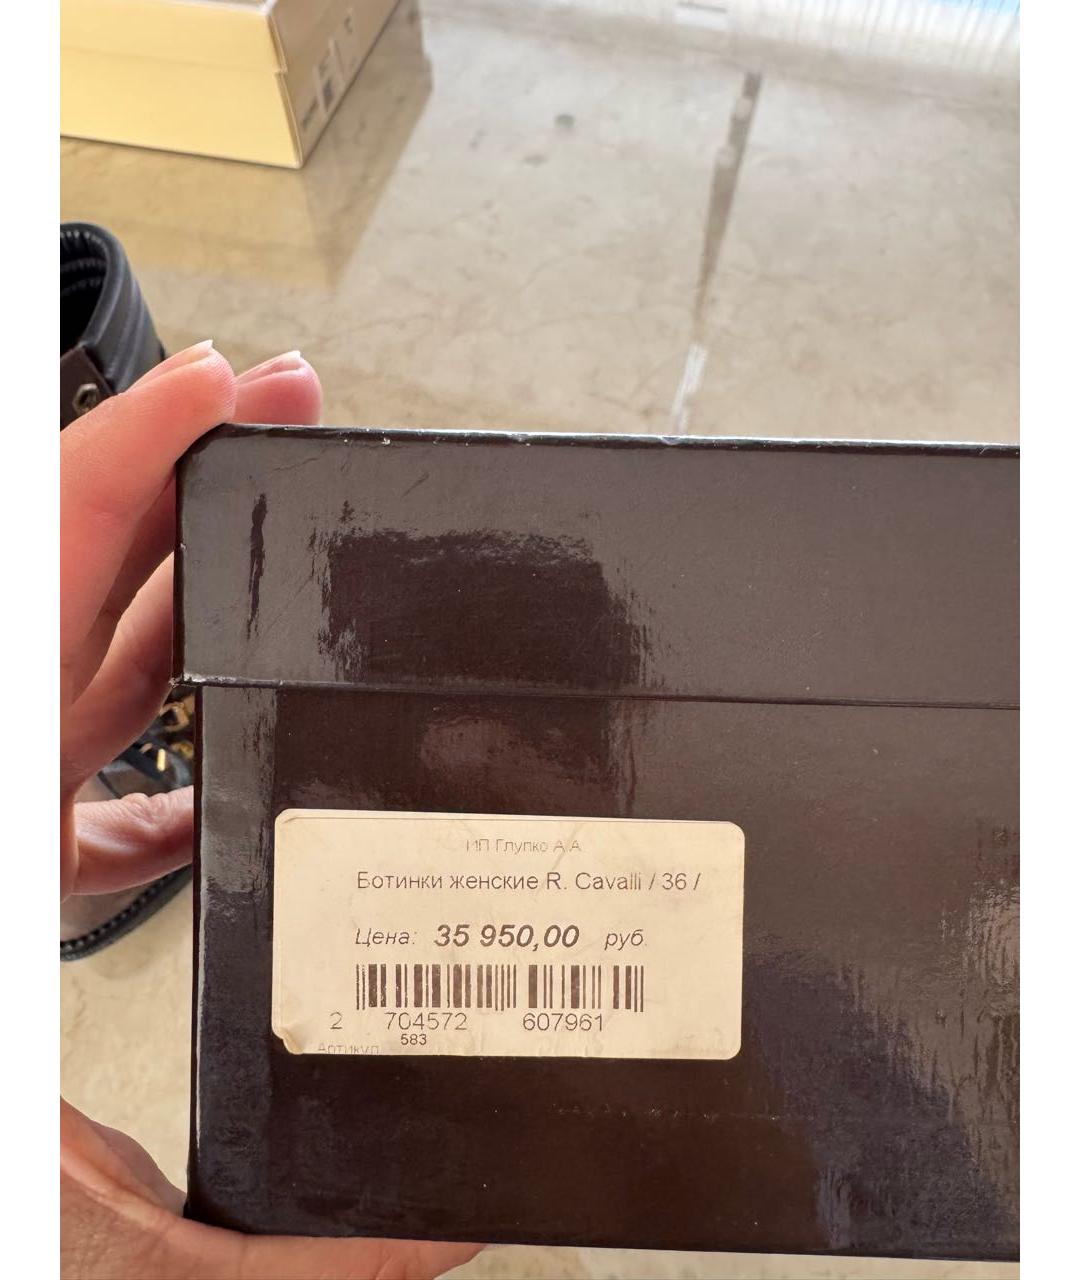 ИП Глупко А.А.
Ботинки женские R. Cavalli / 36 /
Цена: 35 950,00 руб.
2 704572 607961
583
Артикул